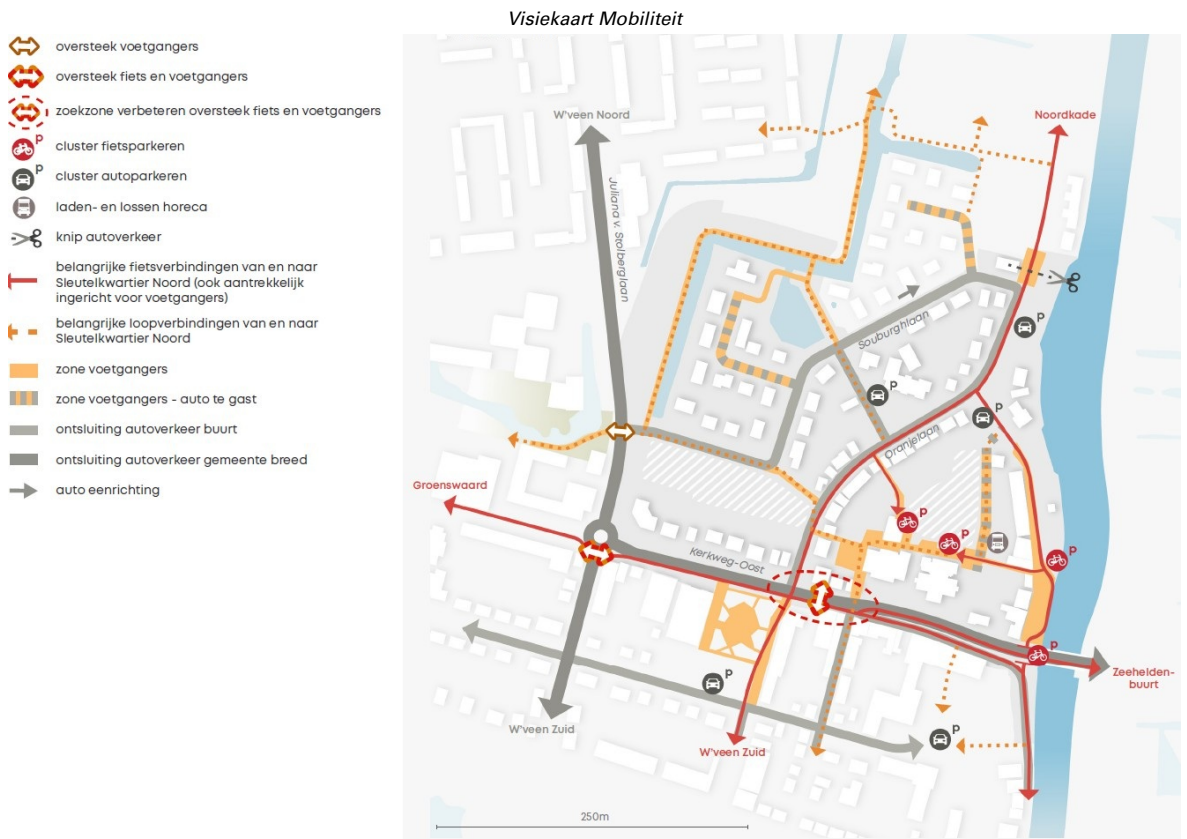 Visiekaart Mobiliteit
oversteek voetgangers
oversteek fiets en voetgangers
zoekzone verbeteren oversteek fiets en voetgangers
P
cluster fietsparkeren
P
cluster autoparkeren
laden- en lossen horeca
knip autoverkeer
belangrijke fietsverbindingen van en naar
Sleutelkwartier Noord (ook aantrekkelijk
ingericht voor voetgangers)
belangrijke loopverbindingen van en naar
Sleutelkwartier Noord
zone voetgangers
zone voetgangers - auto te gast
ontsluiting autoverkeer buurt
ontsluiting autoverkeer gemeente breed
auto eenrichting
W'veen Noord
Noordkade
Juliana v. Stolberglaan
Souburghlaan
P
P
P
Oranjelaan
Groenswaard
P
P
P
Kerkweg-Oost
P
Zeehelden-
buurt
P
P
W'veen Zuid
W'veen Zuid
250m